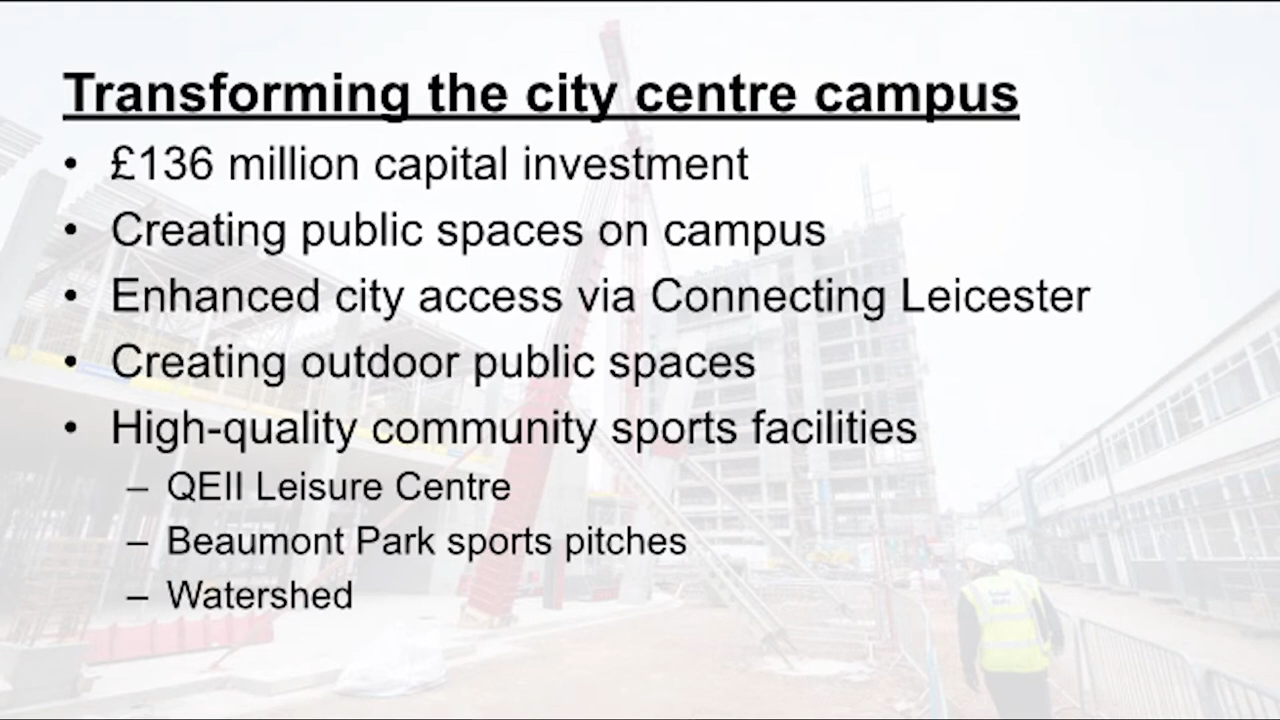 Transforming the city centre campus
• £136 million capital investment
• Creating public spaces on campus
• Enhanced city access via Connecting Leicester
• Creating outdoor public spaces
• High-quality community sports facilities
– QEII Leisure Centre
– Beaumont Park sports pitches
– Watershed